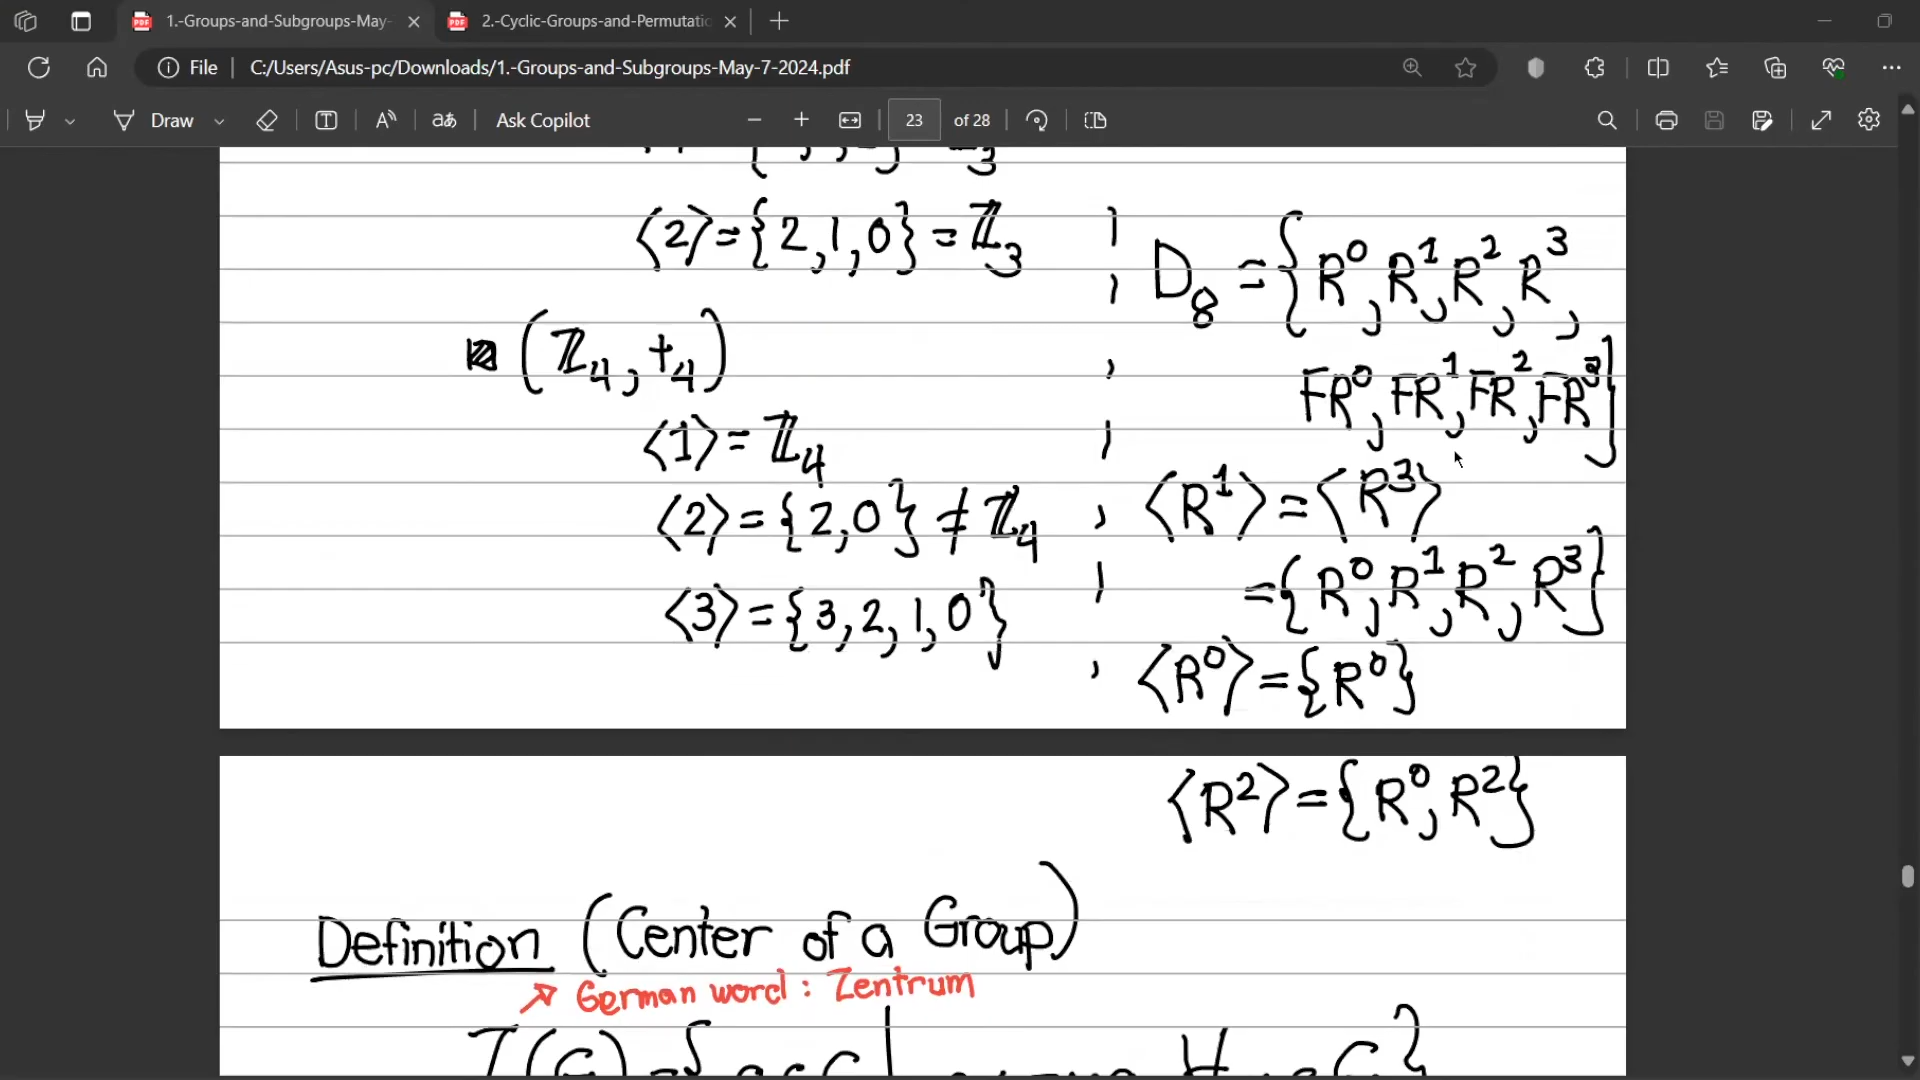 1.-Groups-and-Subgroups-May-
2.-Cyclic-Groups-and-Permutatio
File
C:/Users/Asus-pc/Downloads/1.-Groups-and-Subgroups-May-7-2024.pdf
Draw
Ask Copilot
23 of 28
⟨2⟩ = {2, 1, 0} = ℤ₃
(ℤ₄, +₄)
⟨1⟩ = ℤ₄
⟨2⟩ = {2, 0} ≠ ℤ₄
⟨3⟩ = {3, 2, 1, 0}
D₈ = {R⁰, R¹, R², R³,
FR⁰, FR¹, FR², FR³}
⟨R¹⟩ = ⟨R³⟩
= {R⁰, R¹, R², R³}
⟨R⁰⟩ = {R⁰}
⟨R²⟩ = {R⁰, R²}
Definition (Center of a Group)
German word : Zentrum